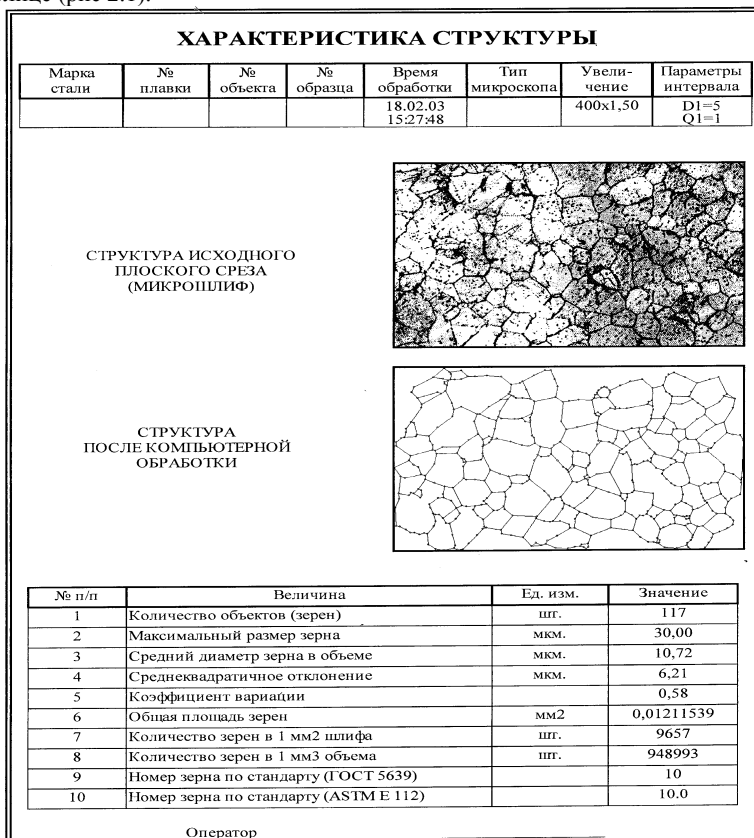 (рис 2.1).
ХАРАКТЕРИСТИКА СТРУКТУРЫ
Марка стали № плавки № объекта № образца Время обработки Тип микроскопа Увели-чение Параметры интервала
18.02.03 15:27:48 400x1,50 D1=5 Q1=1
СТРУКТУРА ИСХОДНОГО
ПЛОСКОГО СРЕЗА
(МИКРОШЛИФ)
СТРУКТУРА
ПОСЛЕ КОМПЬЮТЕРНОЙ
ОБРАБОТКИ
№ п/п Величина Ед. изм. Значение
1 Количество объектов (зерен) шт. 117
2 Максимальный размер зерна мкм. 30,00
3 Средний диаметр зерна в объеме мкм. 10,72
4 Среднеквадратичное отклонение мкм. 6,21
5 Коэффициент вариации 0,58
6 Общая площадь зерен мм2 0,01211539
7 Количество зерен в 1 мм2 шлифа шт. 9657
8 Количество зерен в 1 мм3 объема шт. 948993
9 Номер зерна по стандарту (ГОСТ 5639) 10
10 Номер зерна по стандарту (ASTM E 112) 10.0
Оператор